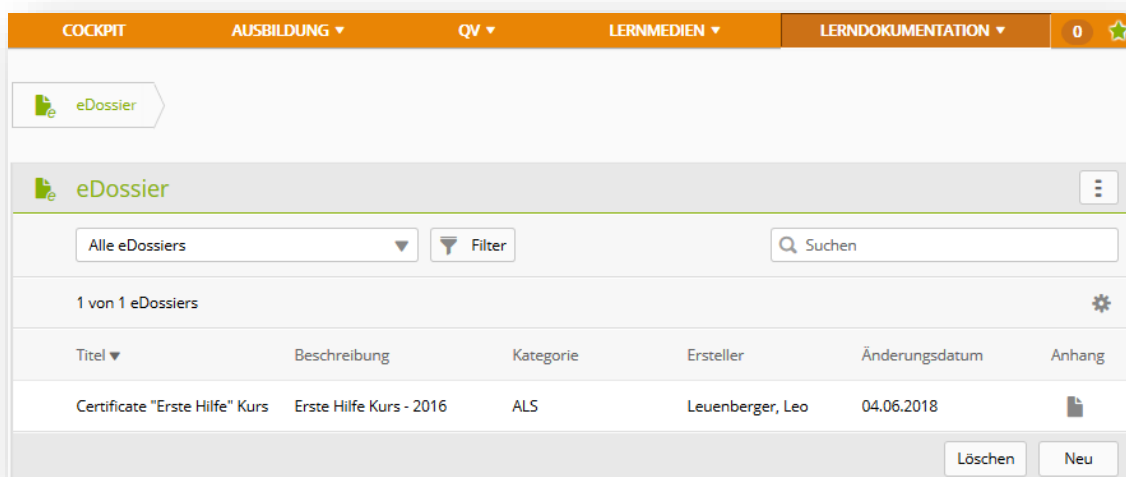 COCKPIT AUSBILDUNG QV LERNMEDIEN LERNDOKUMENTATION 0
eDossier
eDossier
Alle eDossiers Filter Suchen
1 von 1 eDossiers
Titel Beschreibung Kategorie Ersteller Änderungsdatum Anhang
Certificate "Erste Hilfe" Kurs Erste Hilfe Kurs - 2016 ALS Leuenberger, Leo 04.06.2018
Löschen Neu